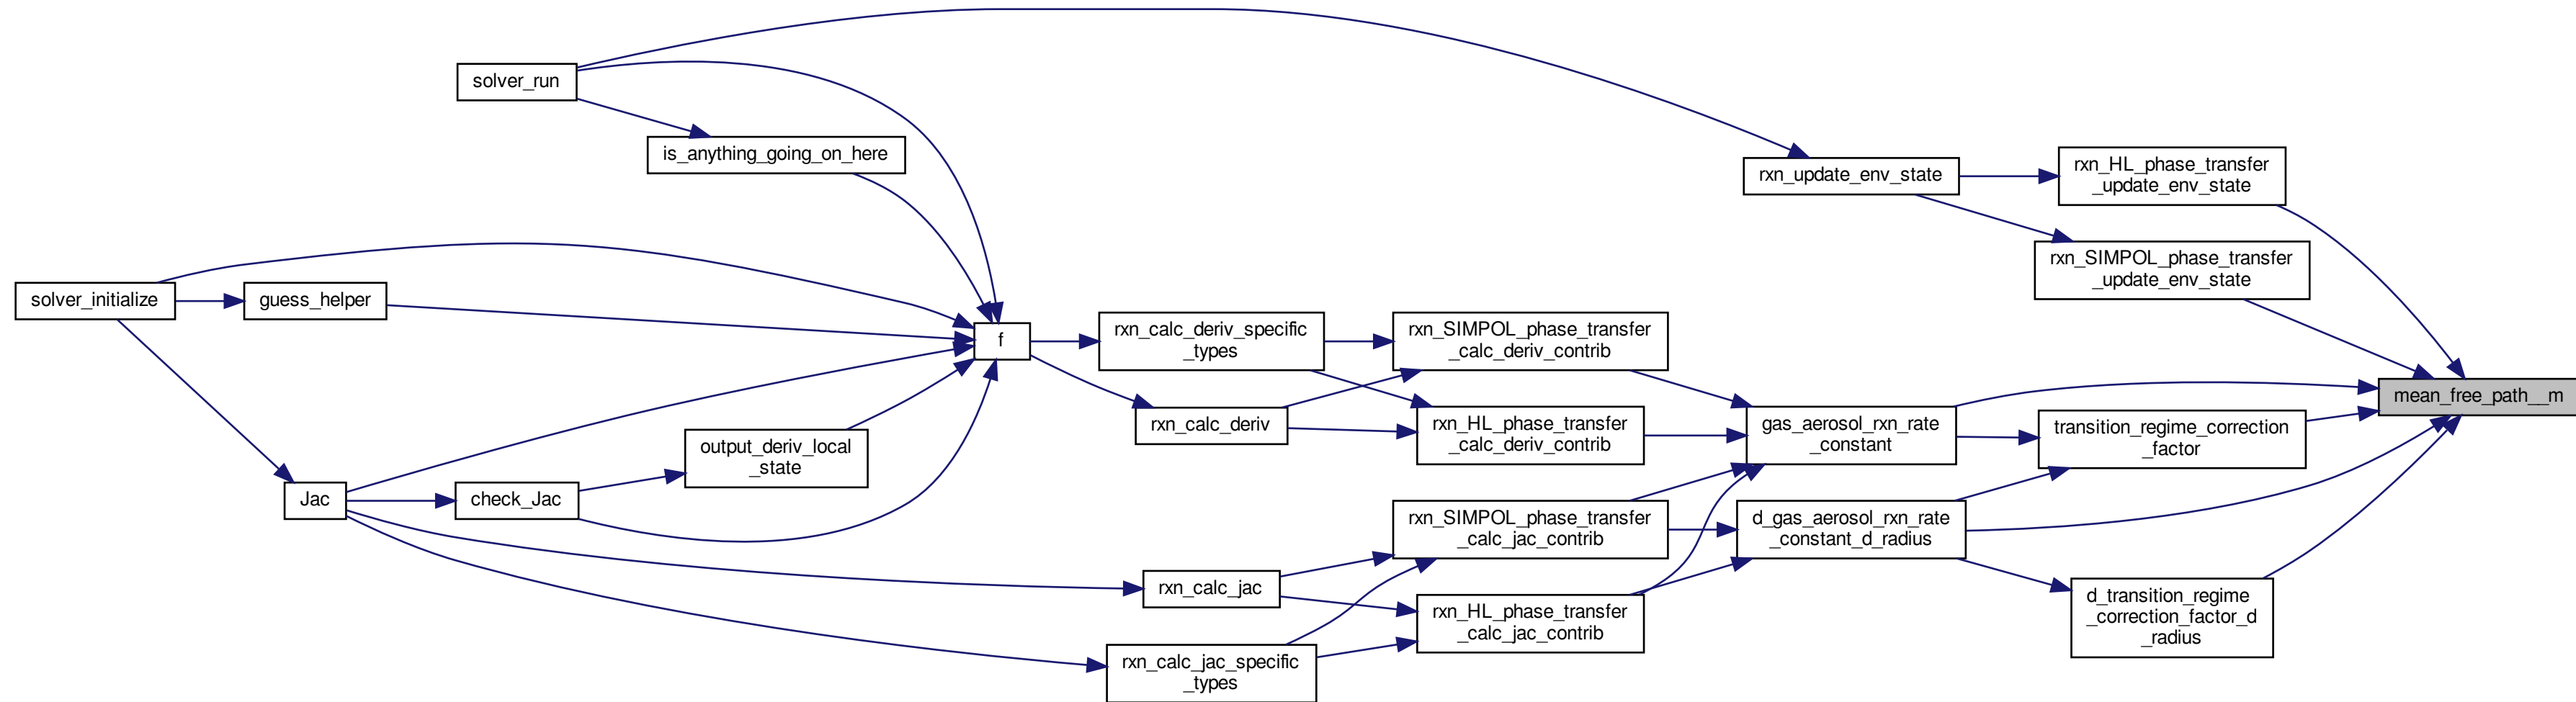 solver_run
is_anything_going_on_here
rxn_update_env_state
rxn_HL_phase_transfer
_update_env_state
rxn_SIMPOL_phase_transfer
_update_env_state
solver_initialize
guess_helper
f
rxn_calc_deriv_specific
_types
rxn_SIMPOL_phase_transfer
_calc_deriv_contrib
mean_free_path__m
rxn_calc_deriv
rxn_HL_phase_transfer
_calc_deriv_contrib
gas_aerosol_rxn_rate
_constant
transition_regime_correction
_factor
output_deriv_local
_state
Jac
check_Jac
rxn_SIMPOL_phase_transfer
_calc_jac_contrib
d_gas_aerosol_rxn_rate
_constant_d_radius
rxn_calc_jac
rxn_HL_phase_transfer
_calc_jac_contrib
d_transition_regime
_correction_factor_d
_radius
rxn_calc_jac_specific
_types